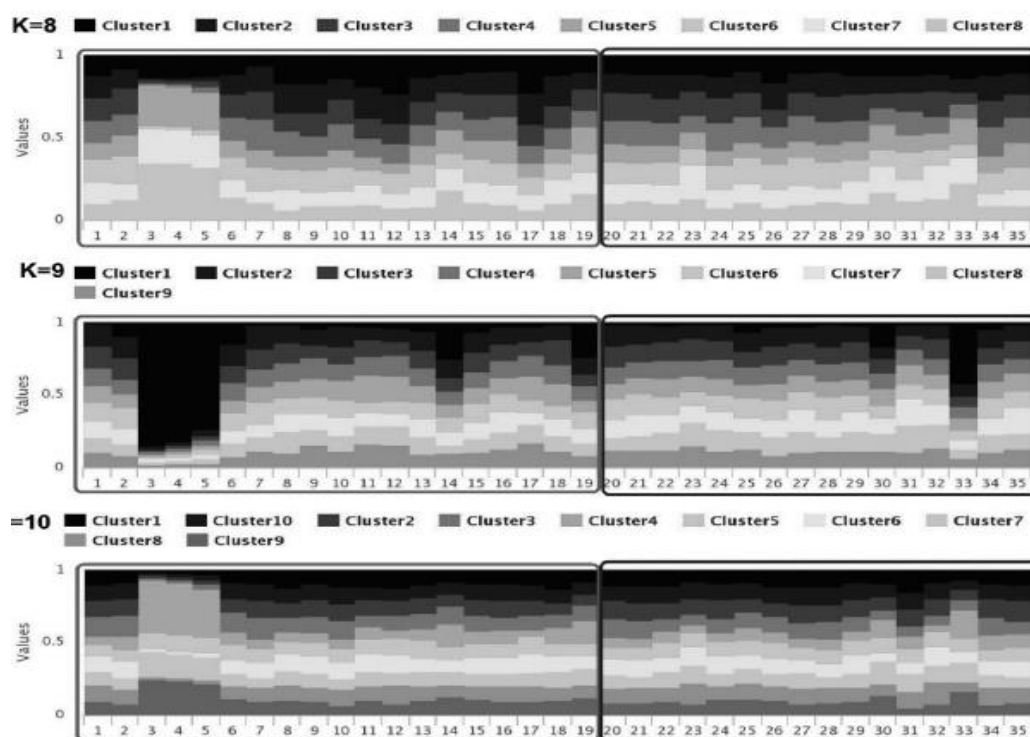 K=8 Cluster1 Cluster2 Cluster3 Cluster4 Cluster5 Cluster6 Cluster7 Cluster8
1
0.5
0
Values
1 2 3 4 5 6 7 8 9 10 11 12 13 14 15 16 17 18 19 20 21 22 23 24 25 26 27 28 29 30 31 32 33 34 35
K=9 Cluster1 Cluster2 Cluster3 Cluster4 Cluster5 Cluster6 Cluster7 Cluster8
Cluster9
1
0.5
0
Values
1 2 3 4 5 6 7 8 9 10 11 12 13 14 15 16 17 18 19 20 21 22 23 24 25 26 27 28 29 30 31 32 33 34 35
=10 Cluster1 Cluster10 Cluster2 Cluster3 Cluster4 Cluster5 Cluster6 Cluster7
Cluster8 Cluster9
1
0.5
0
Values
1 2 3 4 5 6 7 8 9 10 11 12 13 14 15 16 17 18 19 20 21 22 23 24 25 26 27 28 29 30 31 32 33 34 35